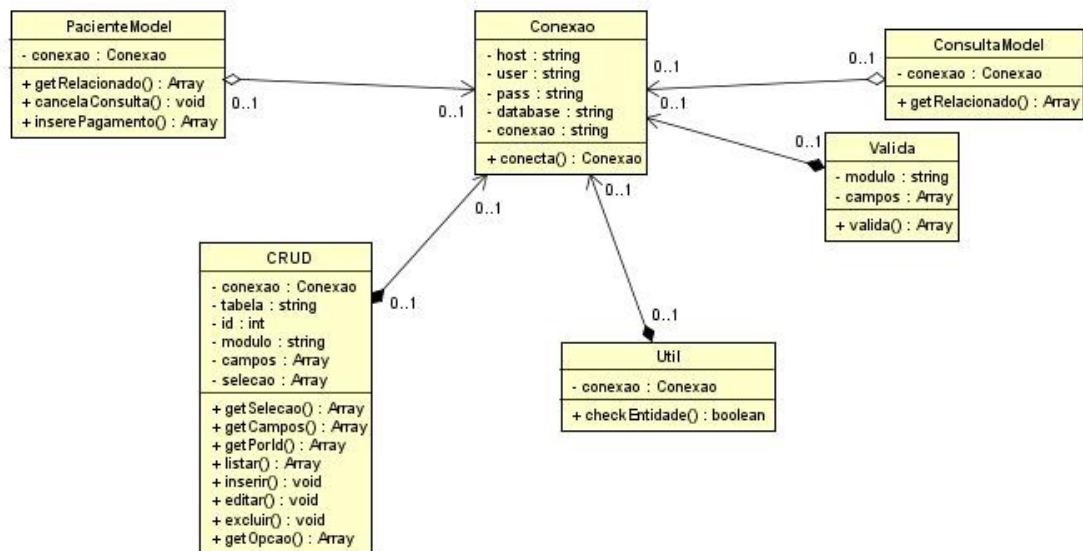 PacienteModel
- conexao : Conexao
+ getRelacionado() : Array
+ cancelaConsulta() : void
+ inserePagamento() : Array
0..1
0..1
Conexao
- host : string
- user : string
- pass : string
- database : string
- conexao : string
+ conecta() : Conexao
0..1
0..1
ConsultaModel
- conexao : Conexao
+ getRelacionado() : Array
0..1
0..1
Valida
- modulo : string
- campos : Array
+ valida() : Array
0..1
0..1
CRUD
- conexao : Conexao
- tabela : string
- id : int
- modulo : string
- campos : Array
- selecao : Array
+ getSelecao() : Array
+ getCampos() : Array
+ getPorId() : Array
+ listar() : Array
+ inserir() : void
+ editar() : void
+ excluir() : void
+ getOpcao() : Array
0..1
0..1
Util
- conexao : Conexao
+ checkEntidade() : boolean